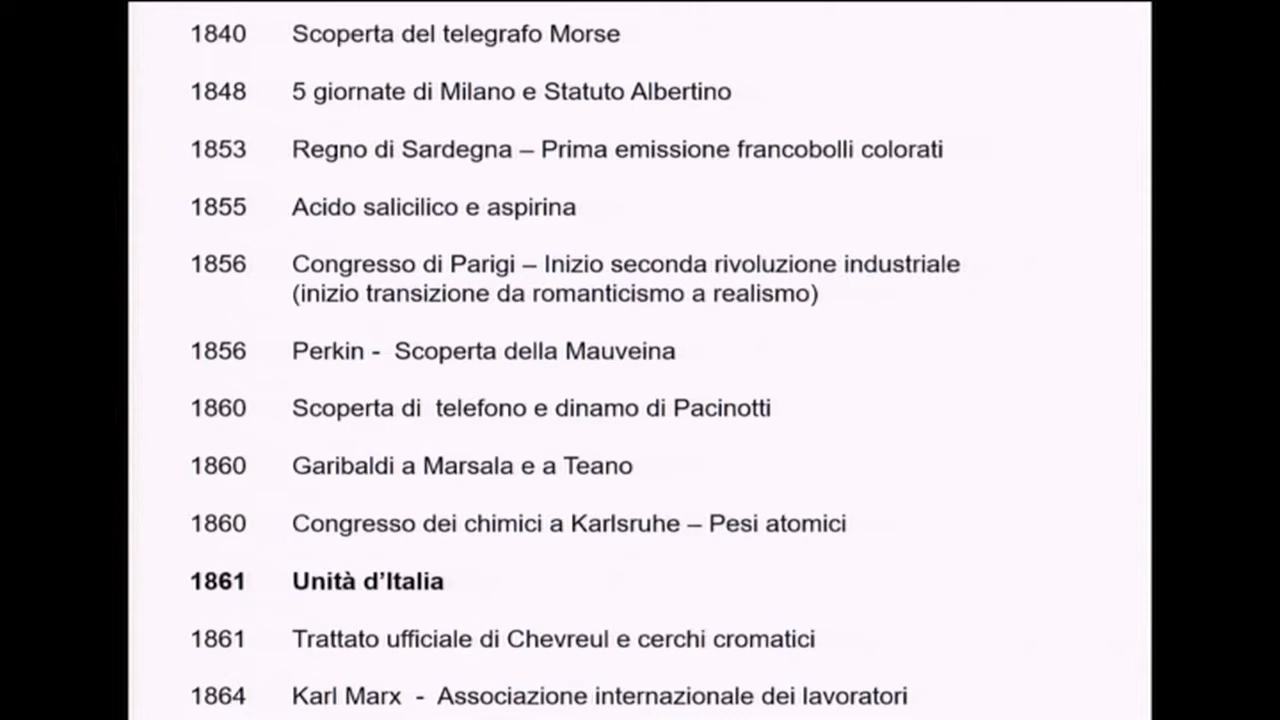 1840 Scoperta del telegrafo Morse
1848 5 giornate di Milano e Statuto Albertino
1853 Regno di Sardegna – Prima emissione francobolli colorati
1855 Acido salicilico e aspirina
1856 Congresso di Parigi – Inizio seconda rivoluzione industriale
(inizio transizione da romanticismo a realismo)
1856 Perkin - Scoperta della Mauveina
1860 Scoperta di telefono e dinamo di Pacinotti
1860 Garibaldi a Marsala e a Teano
1860 Congresso dei chimici a Karlsruhe – Pesi atomici
1861 Unità d’Italia
1861 Trattato ufficiale di Chevreul e cerchi cromatici
1864 Karl Marx - Associazione internazionale dei lavoratori